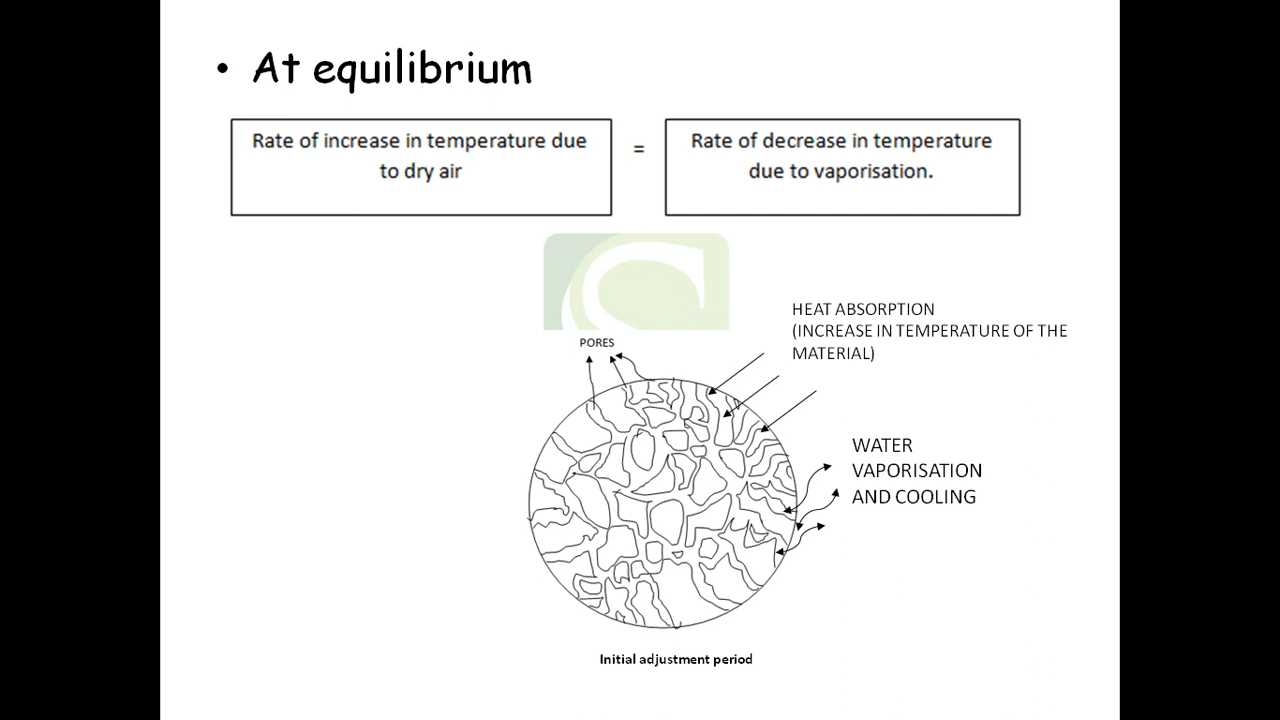 • At equilibrium
Rate of increase in temperature due
to dry air
=
Rate of decrease in temperature
due to vaporisation.
HEAT ABSORPTION
(INCREASE IN TEMPERATURE OF THE
MATERIAL)
PORES
WATER
VAPORISATION
AND COOLING
Initial adjustment period